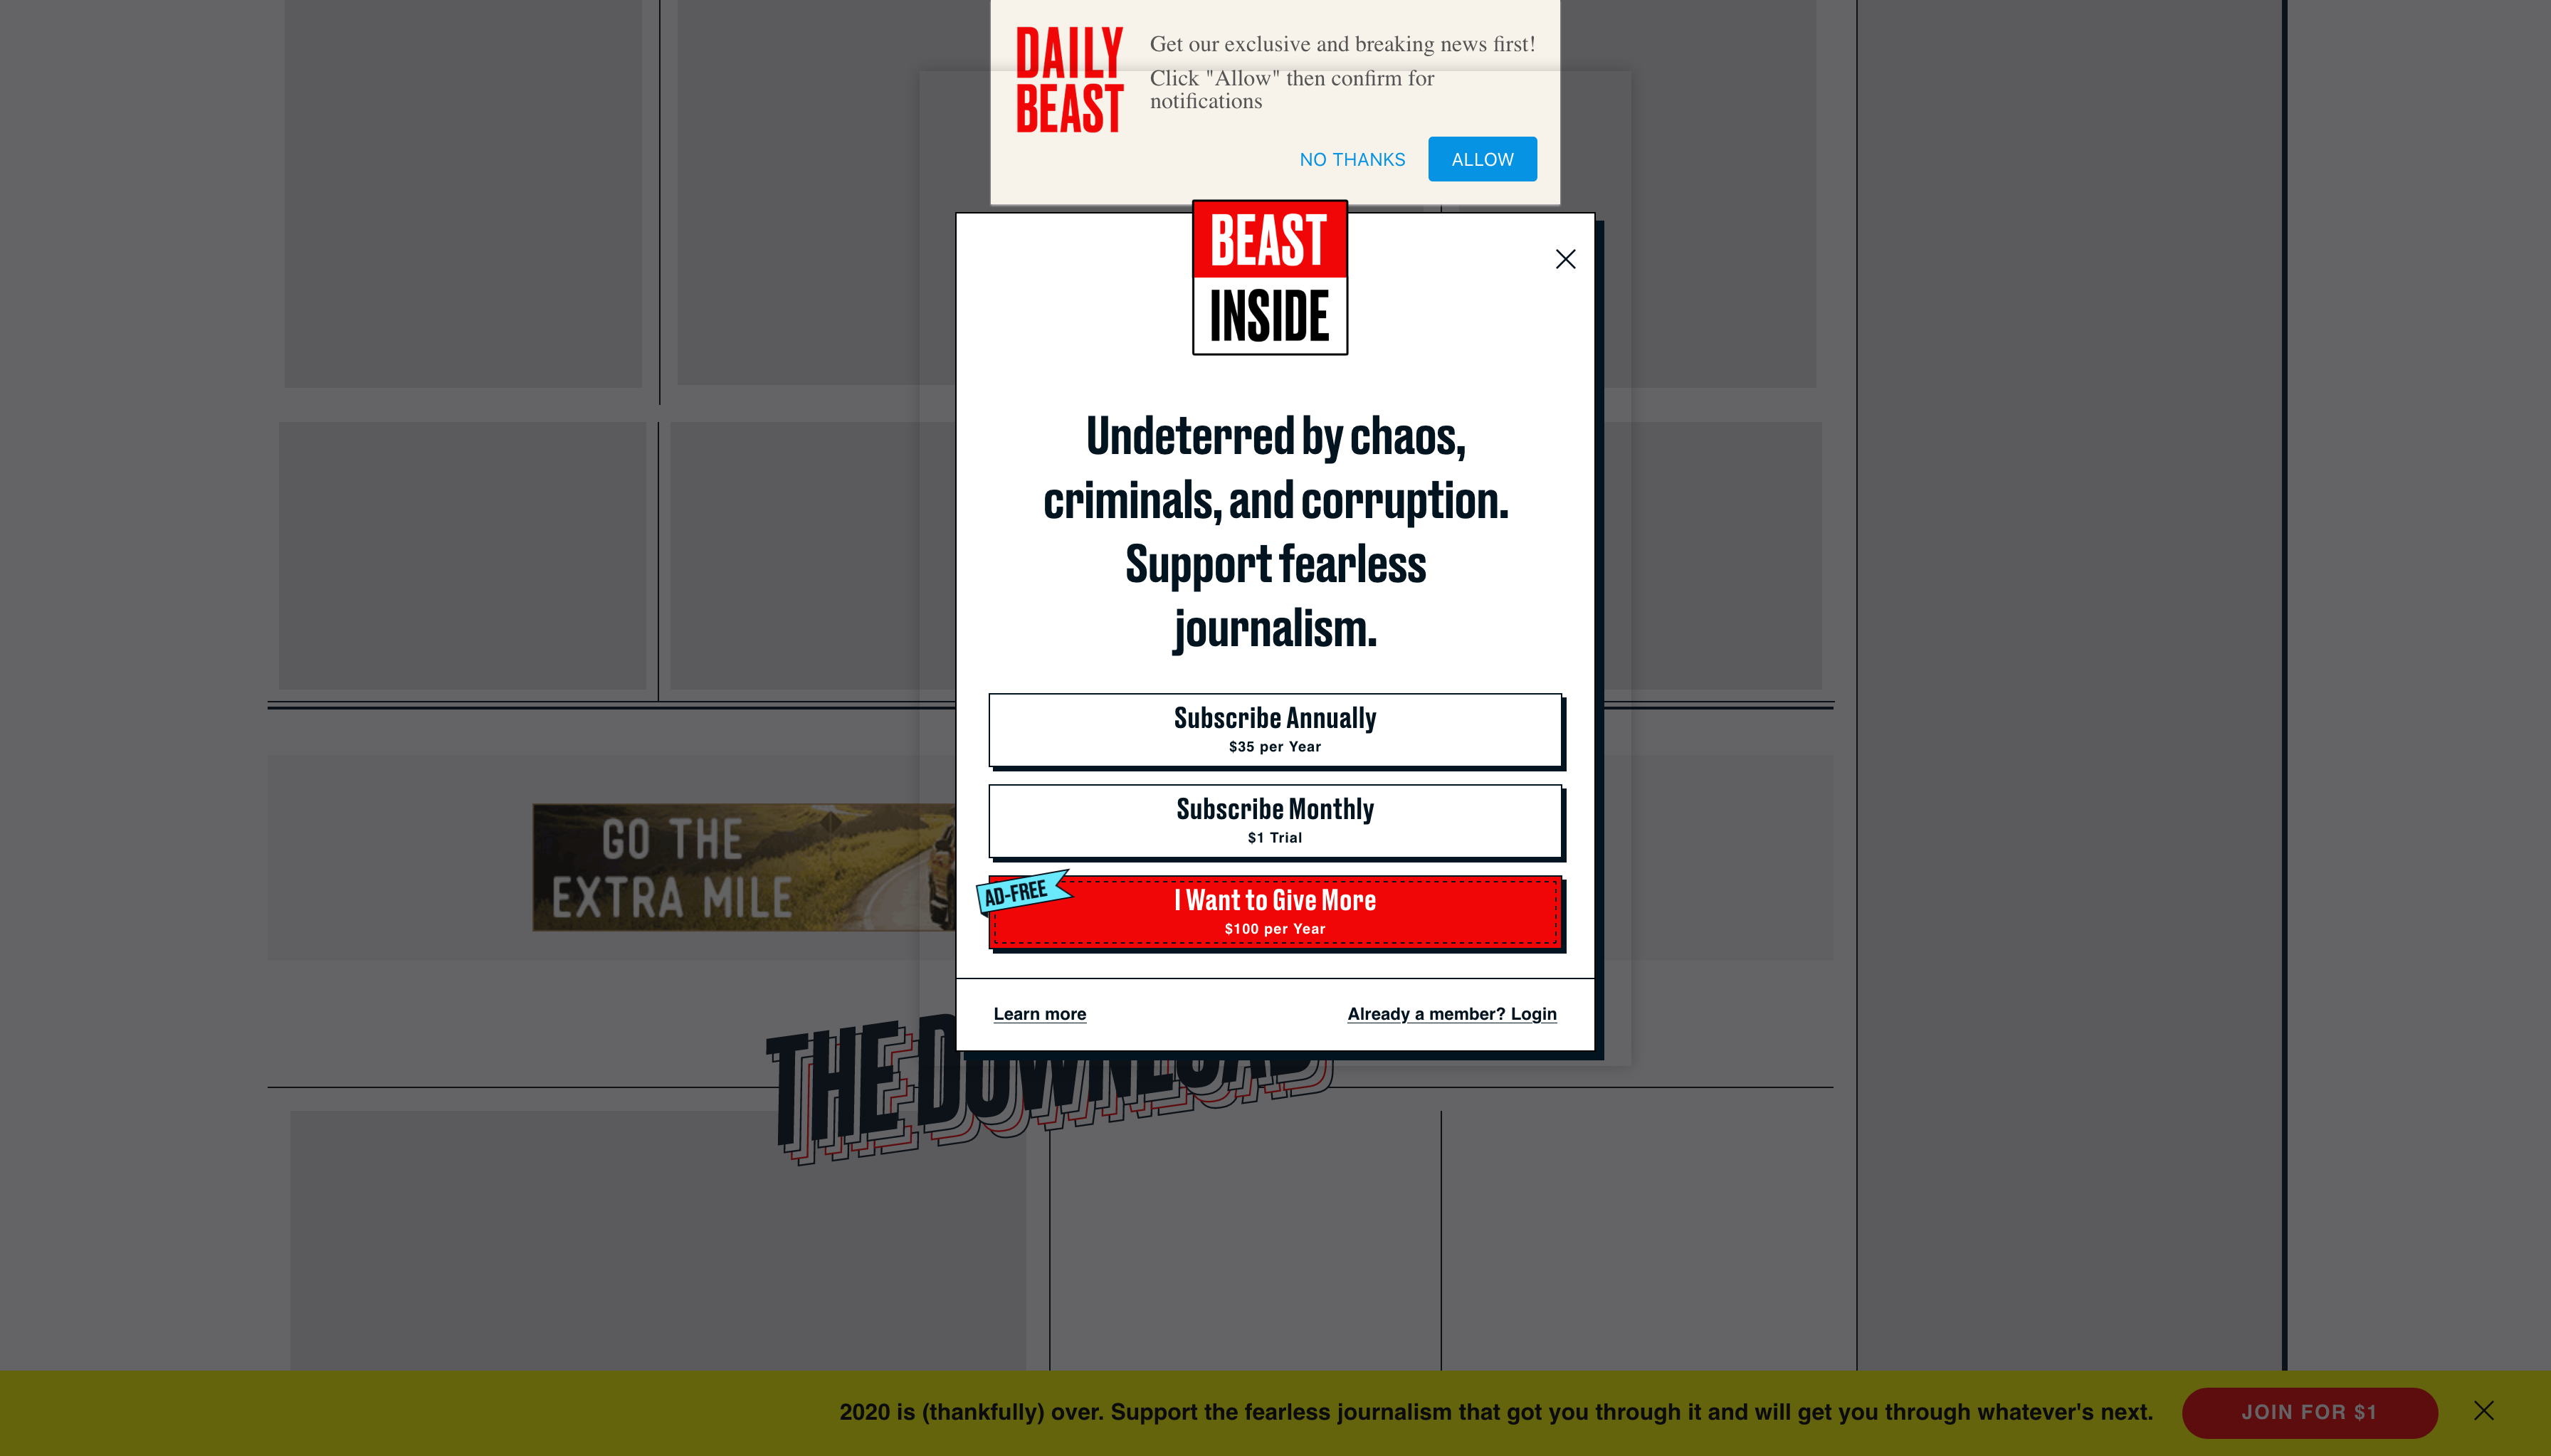 DAILY
BEAST
Get our exclusive and breaking news first!
Click "Allow" then confirm for
notifications
NO THANKS
ALLOW
BEAST
INSIDE
Undeterred by chaos,
criminals, and corruption.
Support fearless
journalism.
Subscribe Annually
$35 per Year
Subscribe Monthly
$1 Trial
AD-FREE
I Want to Give More
$100 per Year
Learn more
Already a member? Login
GO THE
EXTRA MILE
THE DOWNLOAD
2020 is (thankfully) over. Support the fearless journalism that got you through it and will get you through whatever's next.
JOIN FOR $1